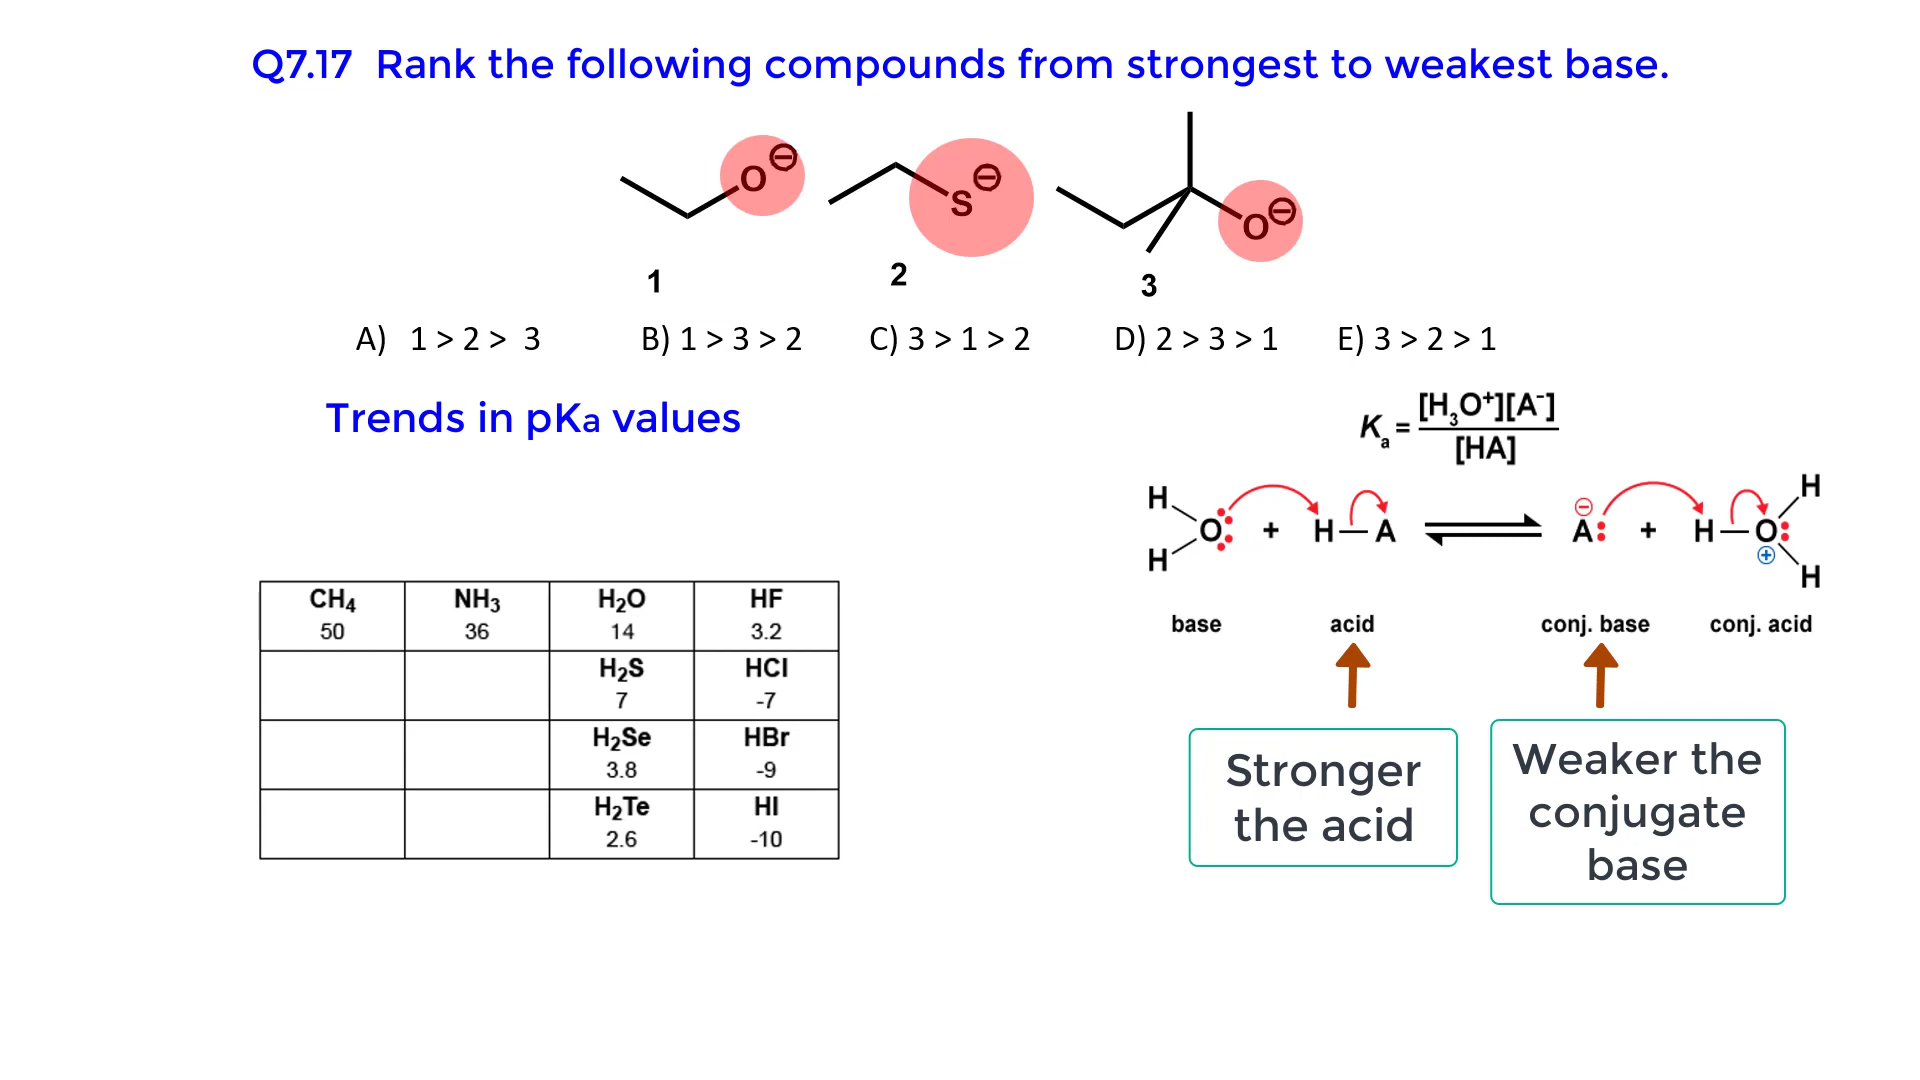 Q7.17 Rank the following compounds from strongest to weakest base.
O⊖
S⊖
O⊖
1
2
3
A) 1 > 2 > 3
B) 1 > 3 > 2
C) 3 > 1 > 2
D) 2 > 3 > 1
E) 3 > 2 > 1
Trends in pKa values
CH₄ NH₃ H₂O HF
50 36 14 3.2
H₂S HCl
7 -7
H₂Se HBr
3.8 -9
H₂Te HI
2.6 -10
Kₐ = [H₃O⁺][A⁻]
[HA]
H H
O: + H—A A:⊖ + H—O:
⊕
H H
base acid conj. base conj. acid
Stronger
the acid
Weaker the
conjugate
base